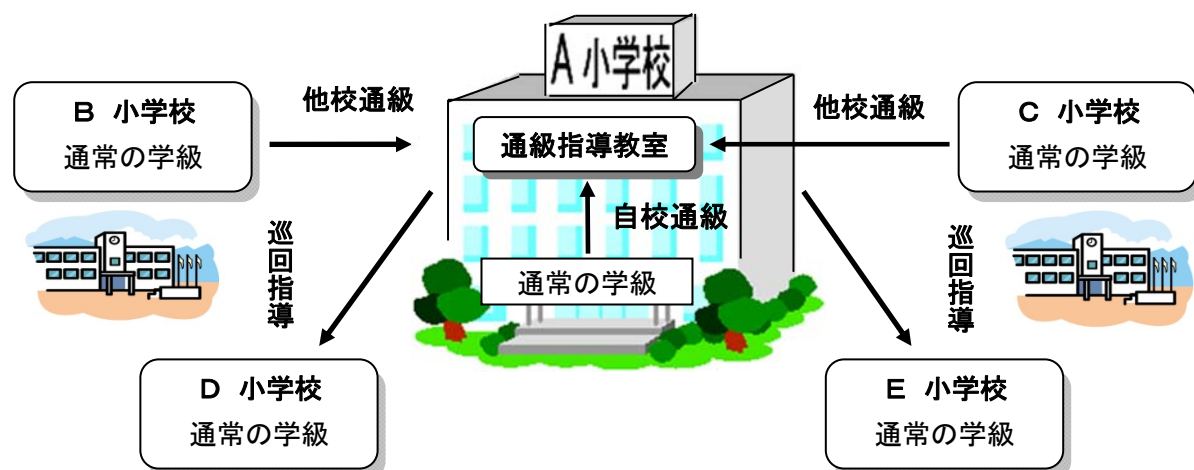 A 小学校
B 小学校
通常の学級
他校通級
他校通級
C 小学校
通常の学級
通級指導教室
自校通級
通常の学級
巡回指導
巡回指導
D 小学校
通常の学級
E 小学校
通常の学級